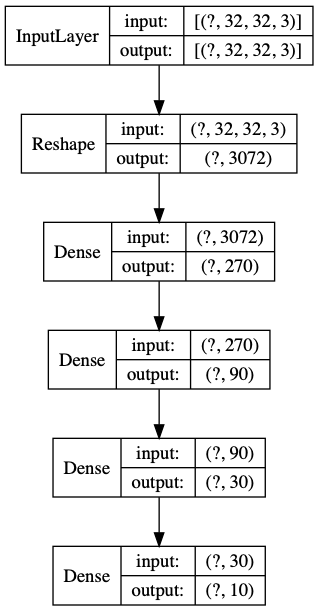 InputLayer
input: [(?, 32, 32, 3)]
output: [(?, 32, 32, 3)]
Reshape
input: (?, 32, 32, 3)
output: (?, 3072)
Dense
input: (?, 3072)
output: (?, 270)
Dense
input: (?, 270)
output: (?, 90)
Dense
input: (?, 90)
output: (?, 30)
Dense
input: (?, 30)
output: (?, 10)